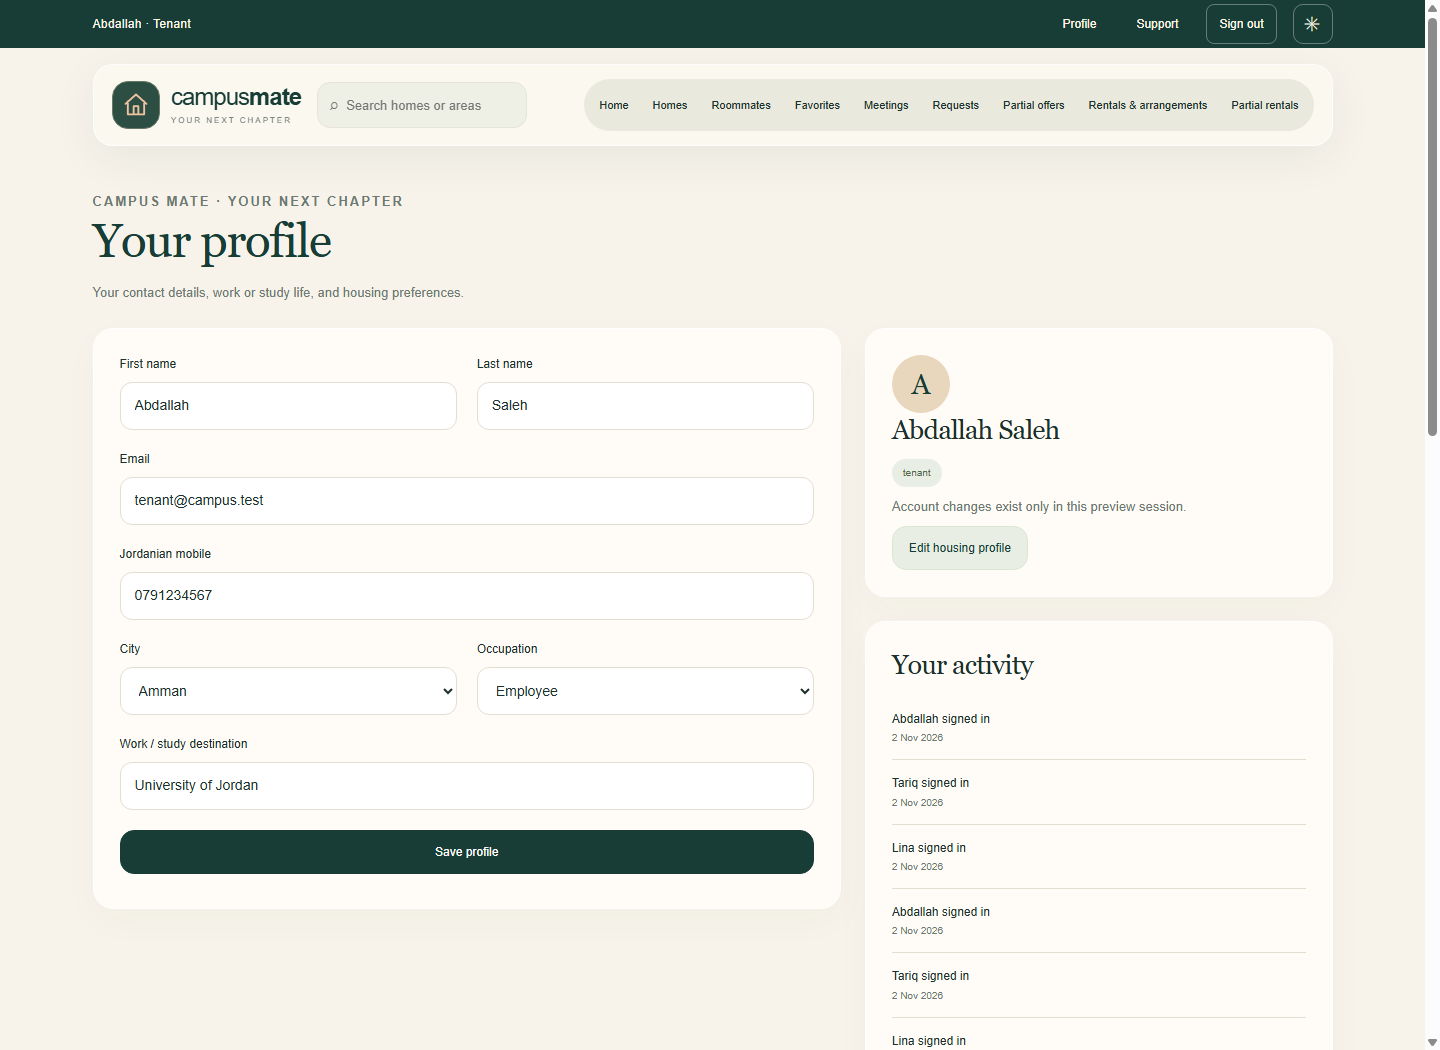 Abdallah · Tenant
Profile
Support
Sign out
campusmate
YOUR NEXT CHAPTER
Search homes or areas
Home
Homes
Roommates
Favorites
Meetings
Requests
Partial offers
Rentals & arrangements
Partial rentals
CAMPUS MATE · YOUR NEXT CHAPTER
Your profile
Your contact details, work or study life, and housing preferences.
First name
Last name
Abdallah
Saleh
Email
tenant@campus.test
Jordanian mobile
0791234567
City
Occupation
Amman
Employee
Work / study destination
University of Jordan
Save profile
A
Abdallah Saleh
tenant
Account changes exist only in this preview session.
Edit housing profile
Your activity
Abdallah signed in
2 Nov 2026
Tariq signed in
2 Nov 2026
Lina signed in
2 Nov 2026
Abdallah signed in
2 Nov 2026
Tariq signed in
2 Nov 2026
Lina signed in